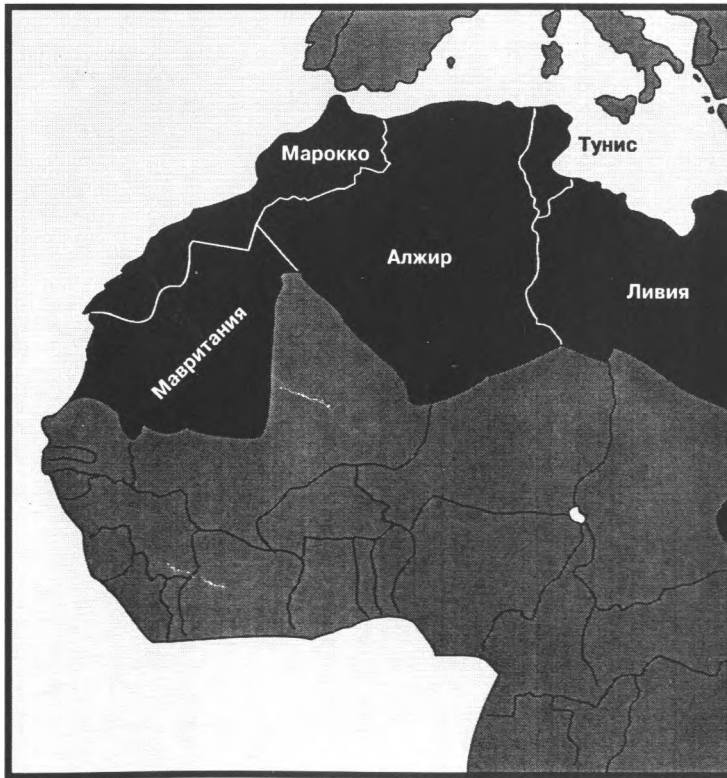 Марокко
Тунис
Алжир
Ливия
Мавритания